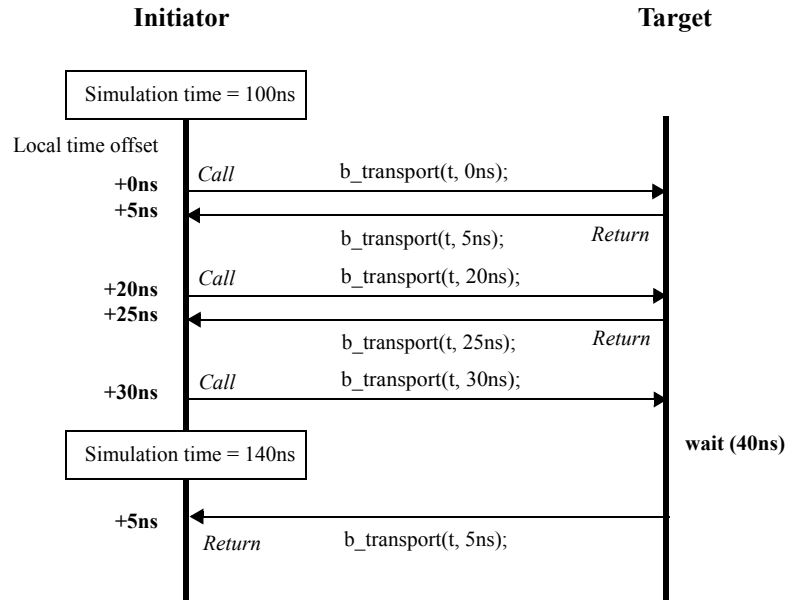 Initiator
Target
Simulation time = 100ns
Local time offset
+0ns
Call
b_transport(t, 0ns);
+5ns
b_transport(t, 5ns);
Return
+20ns
Call
b_transport(t, 20ns);
+25ns
b_transport(t, 25ns);
Return
+30ns
Call
b_transport(t, 30ns);
wait (40ns)
Simulation time = 140ns
+5ns
Return
b_transport(t, 5ns);